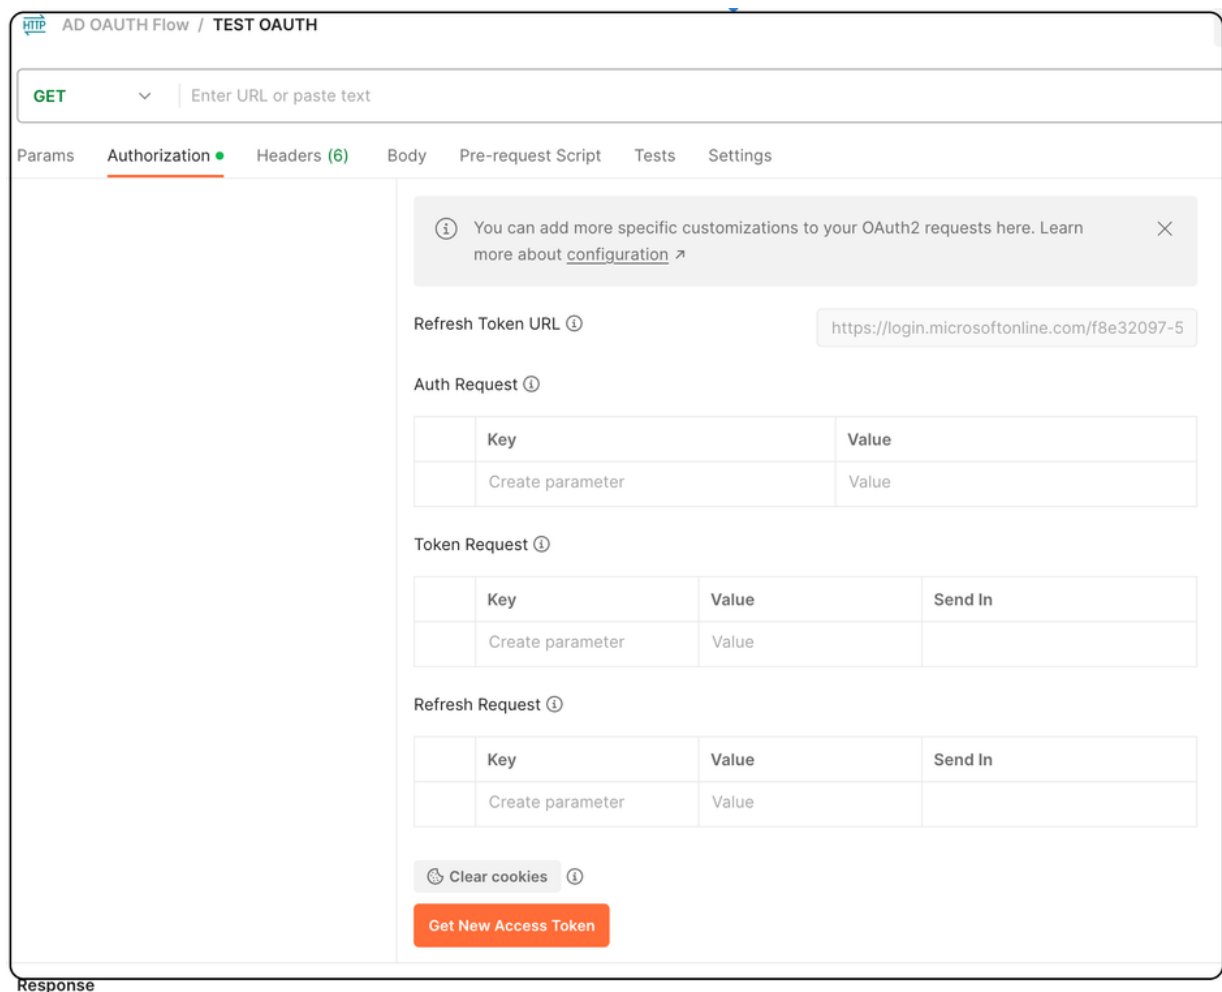 HTTP AD OAUTH Flow / TEST OAUTH
GET Enter URL or paste text
Params Authorization Headers (6) Body Pre-request Script Tests Settings
You can add more specific customizations to your OAuth2 requests here. Learn
more about configuration ↗
Refresh Token URL https://login.microsoftonline.com/f8e32097-5
Auth Request
Key Value
Create parameter Value
Token Request
Key Value Send In
Create parameter Value
Refresh Request
Key Value Send In
Create parameter Value
Clear cookies
Get New Access Token
Response